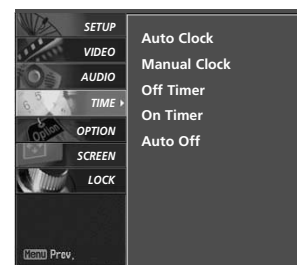 SETUP
VIDEO
AUDIO
TIME
OPTION
SCREEN
LOCK
Menu Prev.
Auto Clock
Manual Clock
Off Timer
On Timer
Auto Off